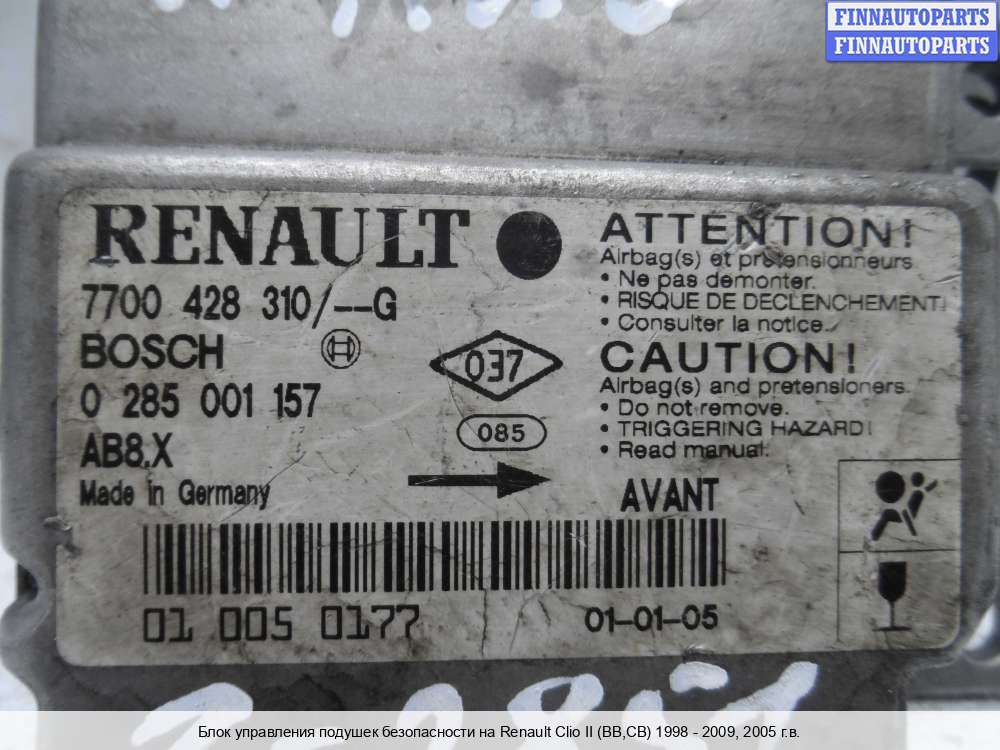 FINNAUTOPARTS
FINNAUTOPARTS
RENAULT
7700 428 310/--G
BOSCH
0 285 001 157
AB8.X
Made in Germany
037
085
ATTENTION!
Airbag(s) et prétensionneurs
• Ne pas démonter.
• RISQUE DE DECLENCHEMENT!
• Consulter la notice.
CAUTION!
Airbag(s) and pretensioners.
• Do not remove.
• TRIGGERING HAZARD!
• Read manual.
AVANT
01 005 0177
01-01-05
Блок управления подушек безопасности на Renault Clio II (BB,CB) 1998 - 2009, 2005 г.в.